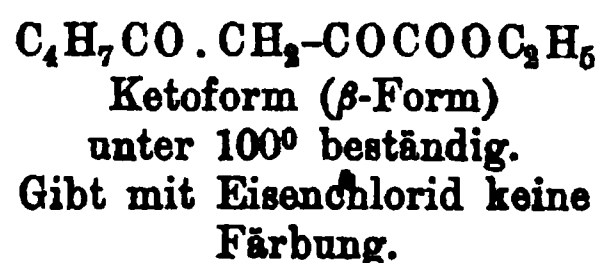 C₄H₇CO . CH₂–COCOOC₂H₅
Ketoform (β-Form)
unter 100⁰ beständig.
Gibt mit Eisenchlorid keine
Färbung.